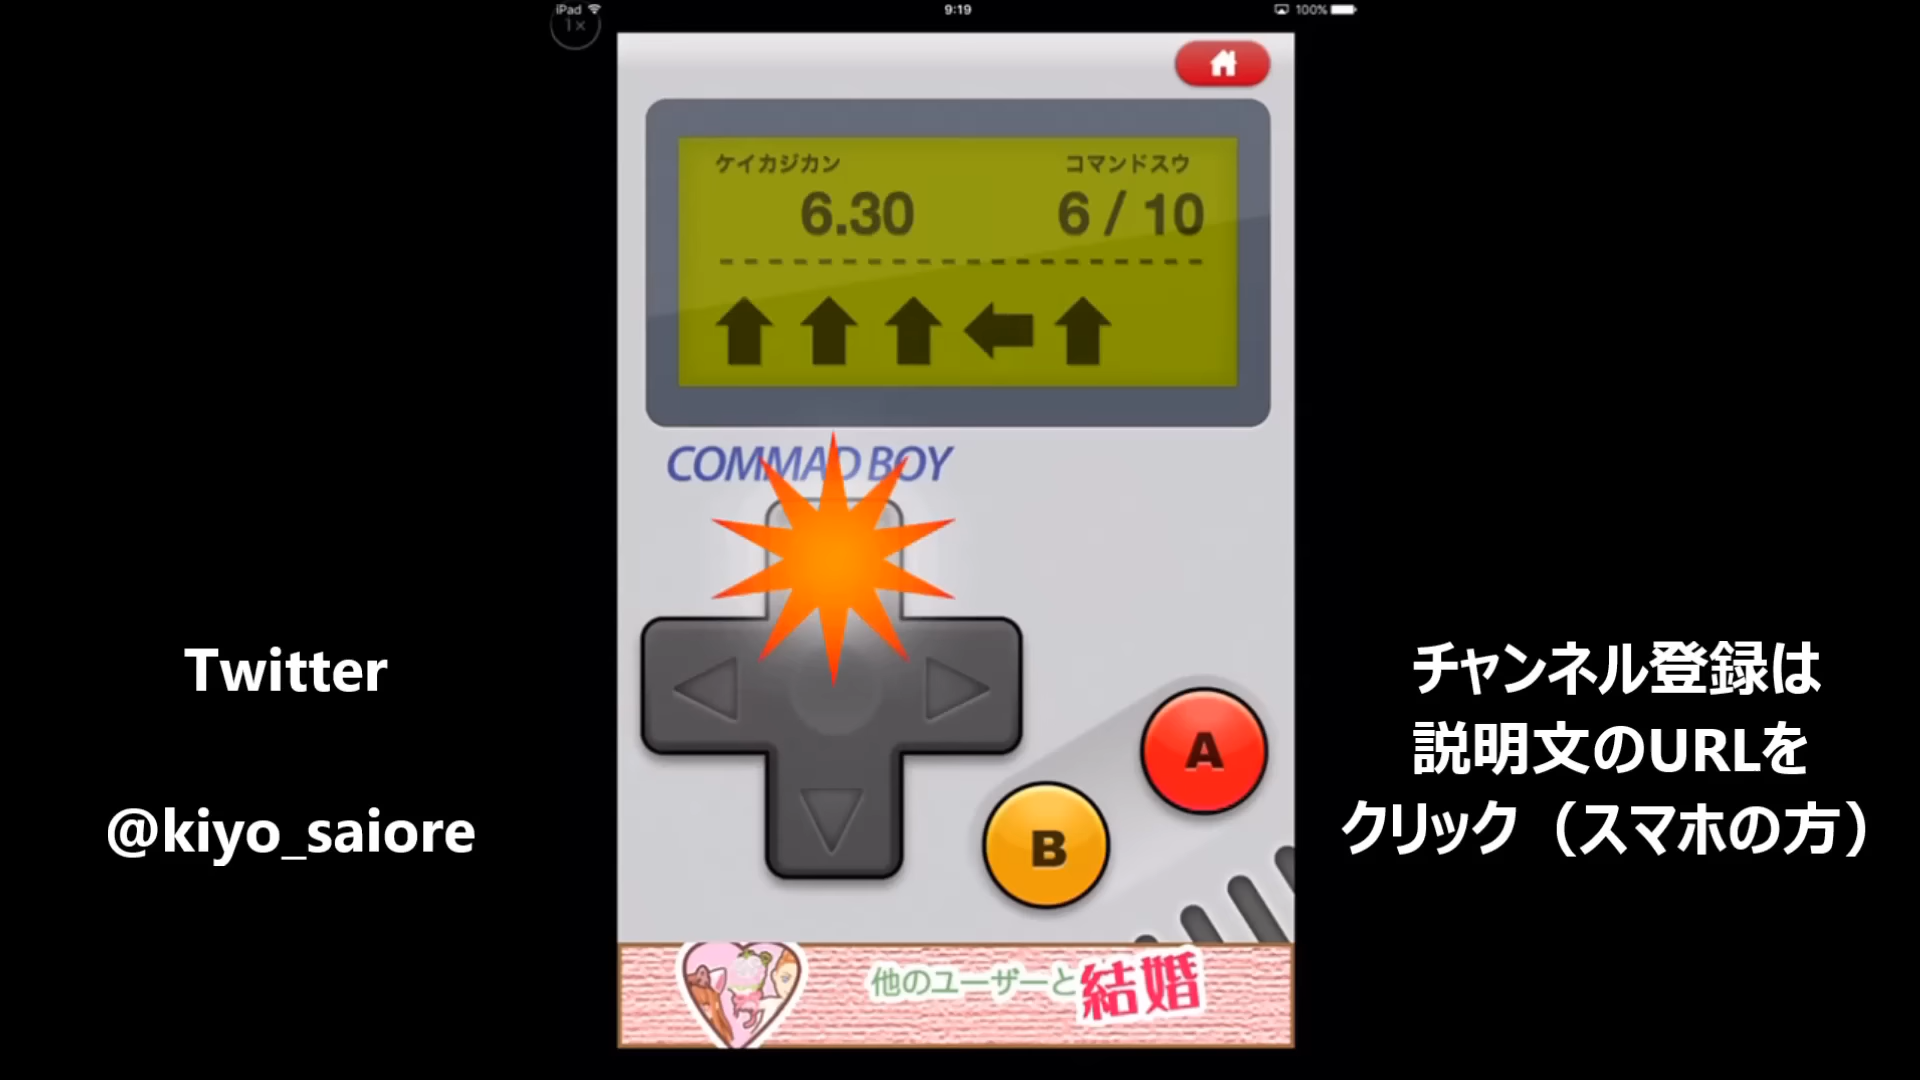 iPad
9:19
100%
1×
ケイカジカン
コマンドスウ
6.30
6 / 10
COMMAD BOY
A
B
Twitter
@kiyo_saiore
チャンネル登録は
説明文のURLを
クリック（スマホの方）
他のユーザーと結婚